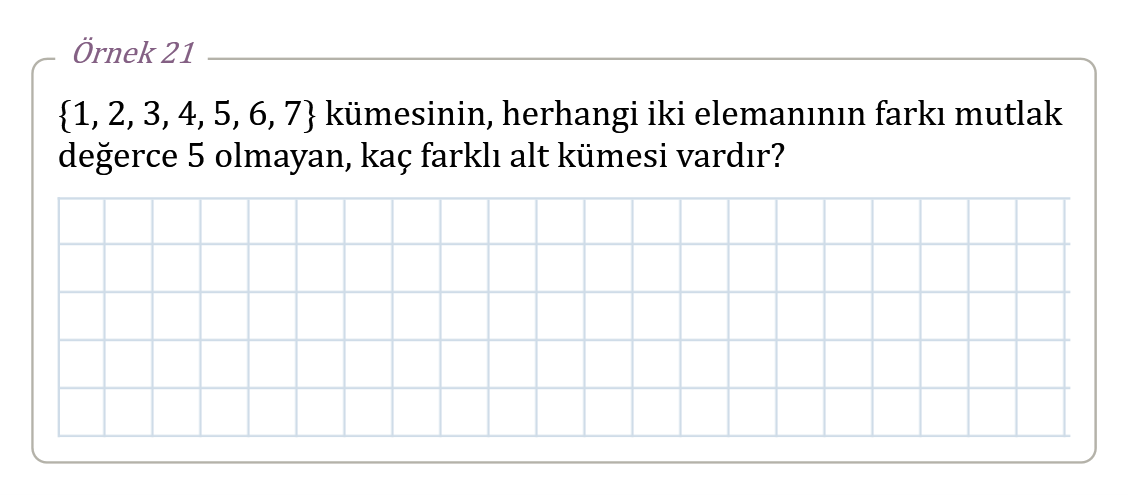 Örnek 21
{1, 2, 3, 4, 5, 6, 7} kümesinin, herhangi iki elemanının farkı mutlak
değerce 5 olmayan, kaç farklı alt kümesi vardır?